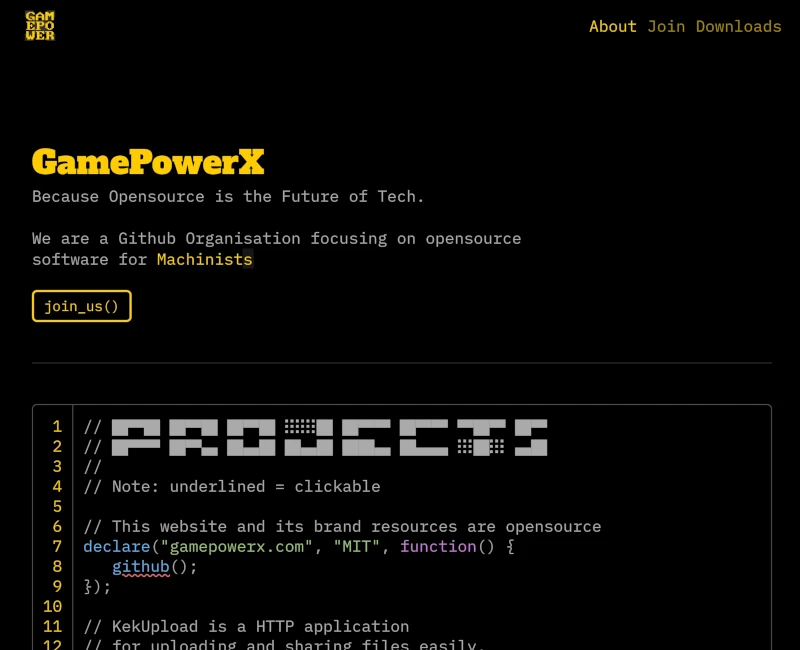 GAM
EPO
WER
About Join Downloads
GamePowerX
Because Opensource is the Future of Tech.
We are a Github Organisation focusing on opensource
software for Machinists
join_us()
1 // PROJECTS
2 //
3 //
4 // Note: underlined = clickable
5
6 // This website and its brand resources are opensource
7 declare("gamepowerx.com", "MIT", function() {
8 github();
9 });
10
11 // KekUpload is a HTTP application
12 // for uploading and sharing files easily.